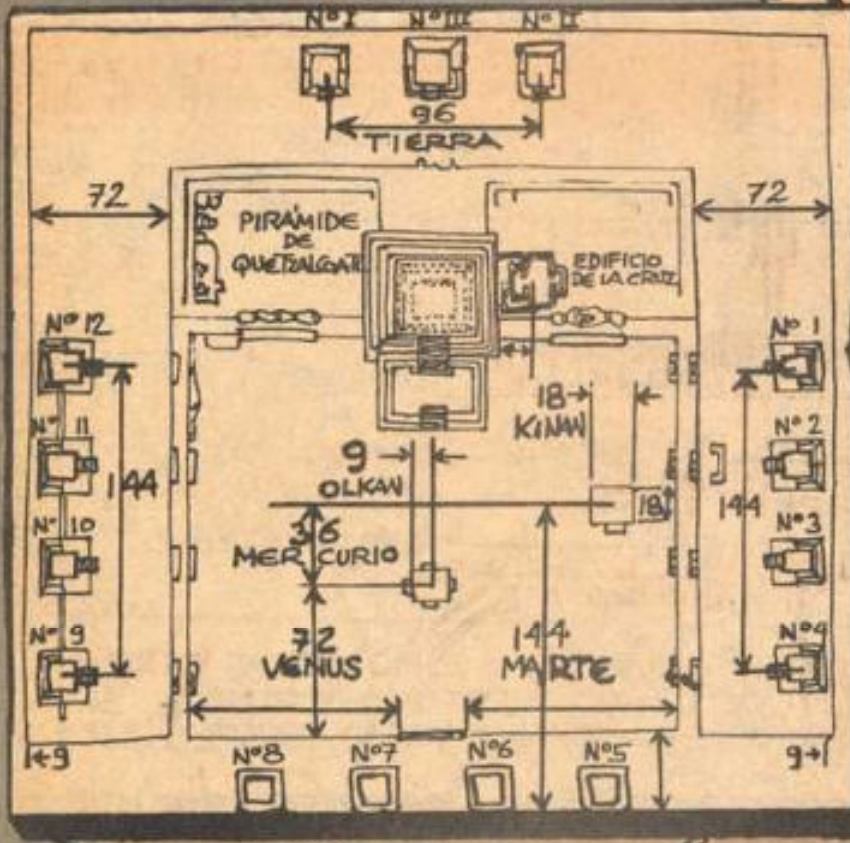 Nº I Nº III Nº II
96
TIERRA
72
72
PIRÁMIDE
DE
QUETZALCOATL
EDIFICIO
DE LA CRUZ
Nº 12
Nº 1
18
KINAN
Nº 11
Nº 2
9
OLKAN
144
18
144
36
MERCURIO
Nº 10
Nº 3
72
VENUS
144
MARTE
Nº 9
Nº 4
9
Nº 8
Nº 7
Nº 6
Nº 5
9